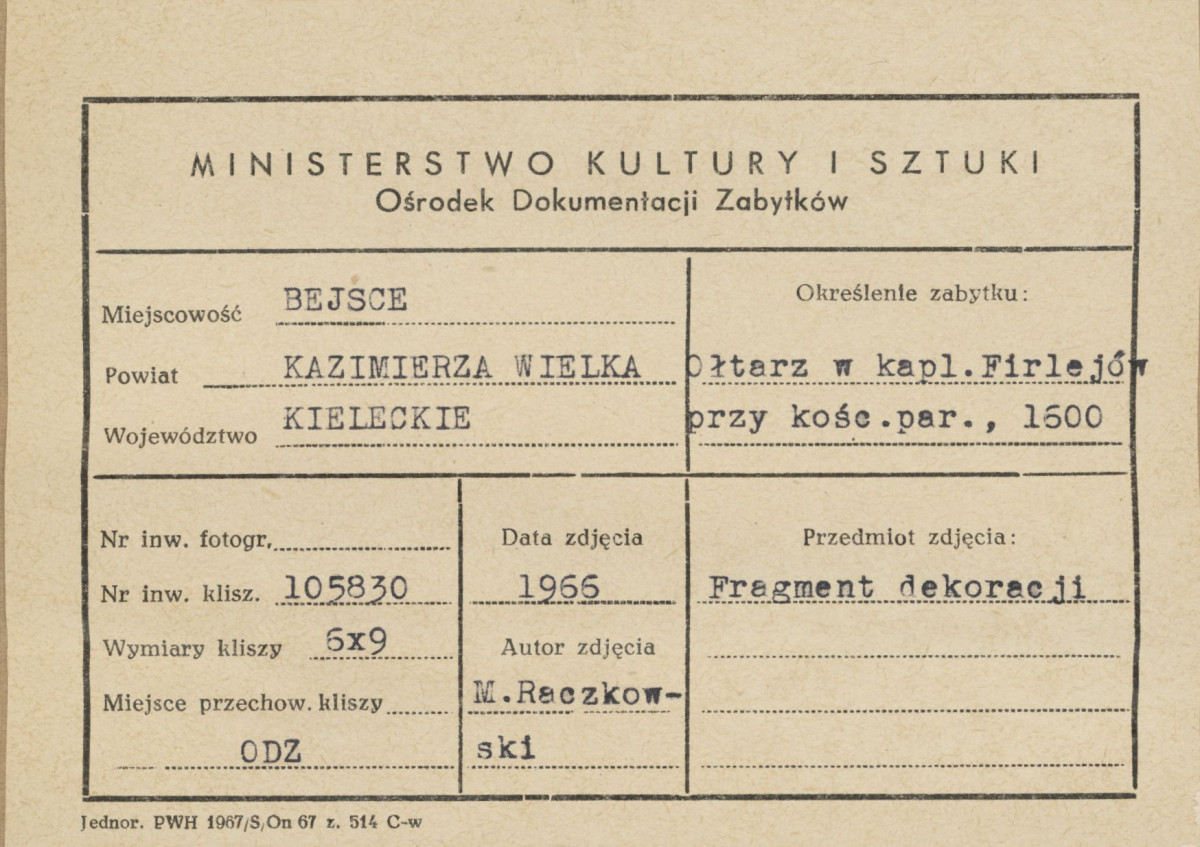 MINISTERSTWO KULTURY I SZTUKI
Ośrodek Dokumentacji Zabytków
Miejscowość BEJSCE
Powiat KAZIMIERZA WIELKA
Województwo KIELECKIE
Określenie zabytku:
Ołtarz w kapl.Firlejów
przy kośc.par., 1600
Nr inw. fotogr.
Nr inw. klisz. 105830
Wymiary kliszy 6x9
Miejsce przechow. kliszy
ODZ
Data zdjęcia
1966
Autor zdjęcia
M.Raczkow-
ski
Przedmiot zdjęcia:
Fragment dekoracji
Jednor. PWH 1967/S/On 67 z. 514 C-w